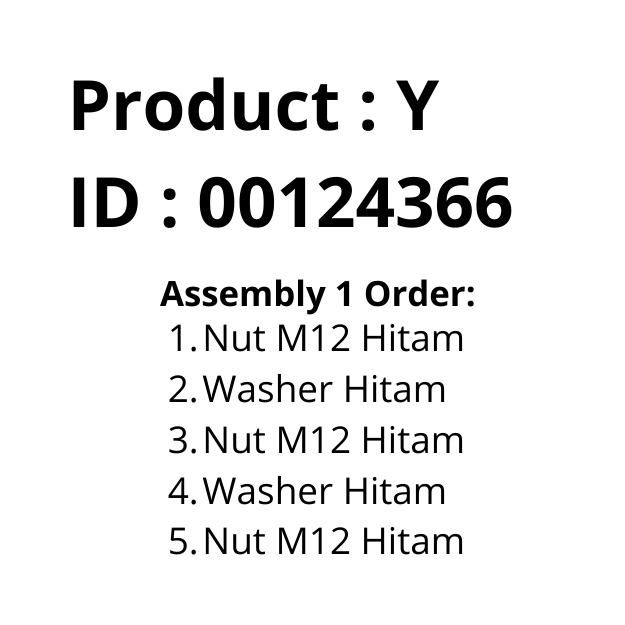 Product : Y
ID : 00124366
Assembly 1 Order:
1. Nut M12 Hitam
2. Washer Hitam
3. Nut M12 Hitam
4. Washer Hitam
5. Nut M12 Hitam